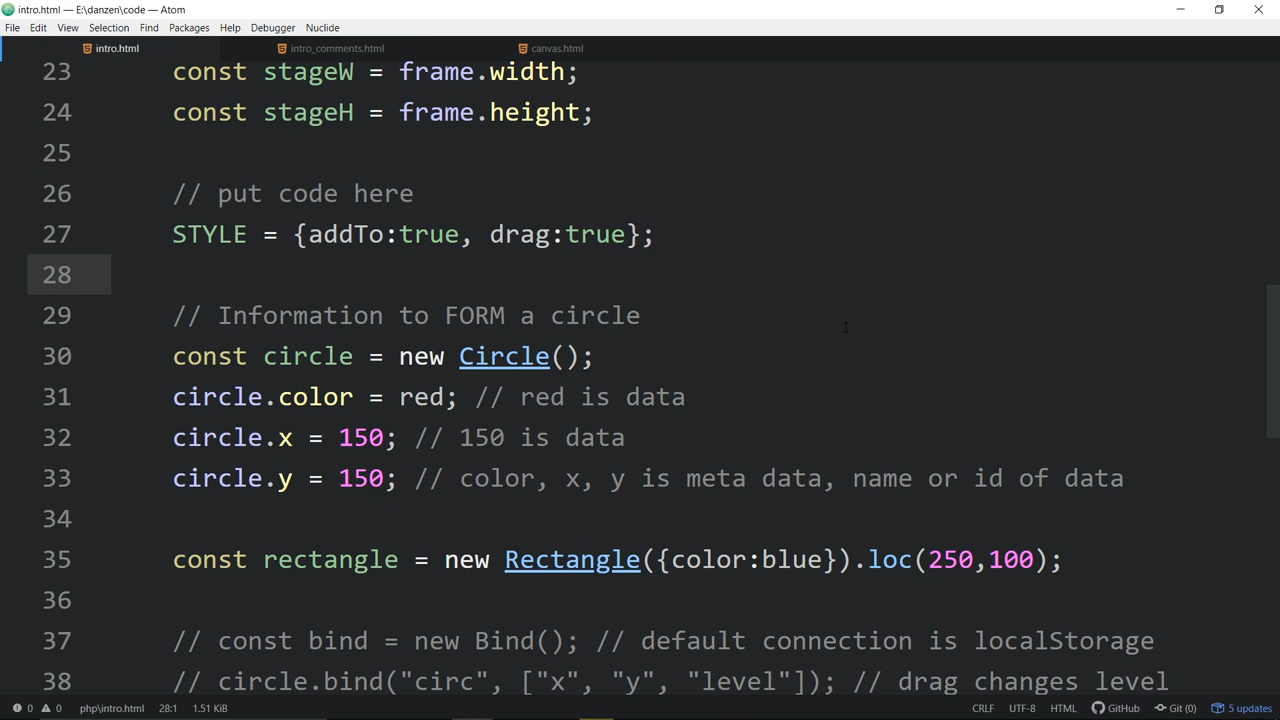 intro.html — E:\danzen\code — Atom
File Edit View Selection Find Packages Help Debugger Nuclide
intro.html intro_comments.html canvas.html
23 const stageW = frame.width;
24 const stageH = frame.height;
25
26 // put code here
27 STYLE = {addTo:true, drag:true};
28
29 // Information to FORM a circle
30 const circle = new Circle();
31 circle.color = red; // red is data
32 circle.x = 150; // 150 is data
33 circle.y = 150; // color, x, y is meta data, name or id of data
34
35 const rectangle = new Rectangle({color:blue}).loc(250,100);
36
37 // const bind = new Bind(); // default connection is localStorage
38 // circle.bind("circ", ["x", "y", "level"]); // drag changes level
0 0 php\intro.html 28:1 1.51 KiB CRLF UTF-8 HTML GitHub Git (0) 5 updates